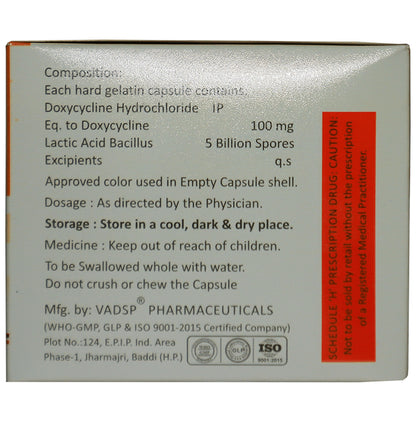 Composition:
Each hard gelatin capsule contains.
Doxycycline Hydrochloride IP
Eq. to Doxycycline 100 mg
Lactic Acid Bacillus 5 Billion Spores
Excipients q.s
Approved color used in Empty Capsule shell.
Dosage : As directed by the Physician.
Storage : Store in a cool, dark & dry place.
Medicine : Keep out of reach of children.
To be Swallowed whole with water.
Do not crush or chew the Capsule
Mfg. by: VADSP® PHARMACEUTICALS
(WHO-GMP, GLP & ISO 9001-2015 Certified Company)
Plot No.:124, E.P.I.P. Ind. Area
Phase-1, Jharmajri, Baddi (H.P.)
GLP
ISO
9001:2015
SCHEDULE 'H' PRESCRIPTION DRUG : CAUTION:
Not to be sold by retail without the prescription
of a Registered Medical Practitioner.